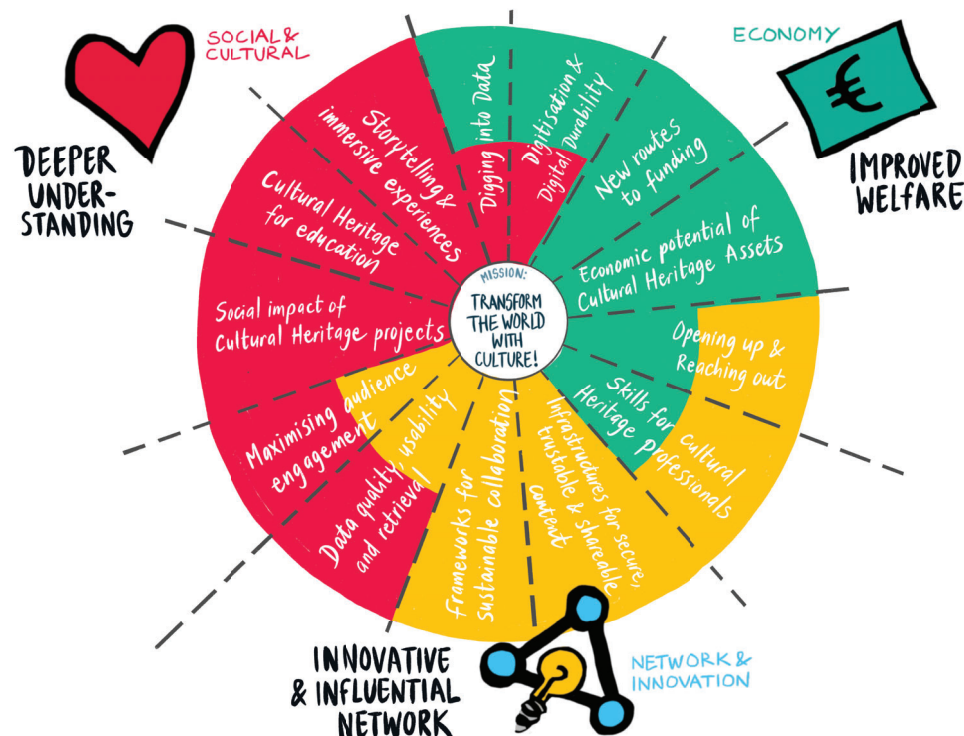 SOCIAL &
CULTURAL
DEEPER
UNDER-
STANDING
ECONOMY
€
IMPROVED
WELFARE
MISSION:
TRANSFORM
THE WORLD
WITH
CULTURE!
Digging into Data
Digitisation &
Digital Durability
New routes
to funding
Economic potential of
Cultural Heritage Assets
Opening up &
Reaching out
Skills for Cultural
Heritage professionals
Infrastructures for secure,
trustable & shareable
content
Frameworks for
sustainable collaboration
Data quality, usability
and retrieval
Maximising audience
engagement
Social impact of
Cultural Heritage projects
Cultural Heritage
for education
Storytelling &
immersive experiences
INNOVATIVE
& INFLUENTIAL
NETWORK
NETWORK &
INNOVATION